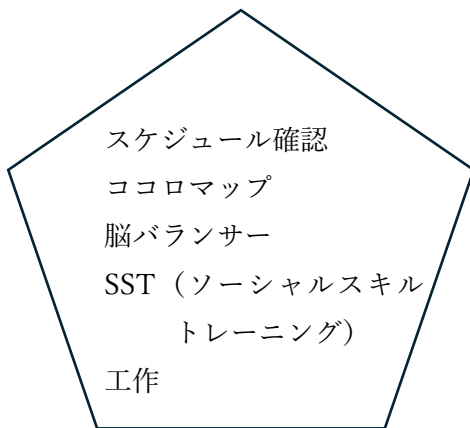 スケジュール確認
ココロマップ
脳バランサー
SST（ソーシャルスキル
トレーニング）
工作